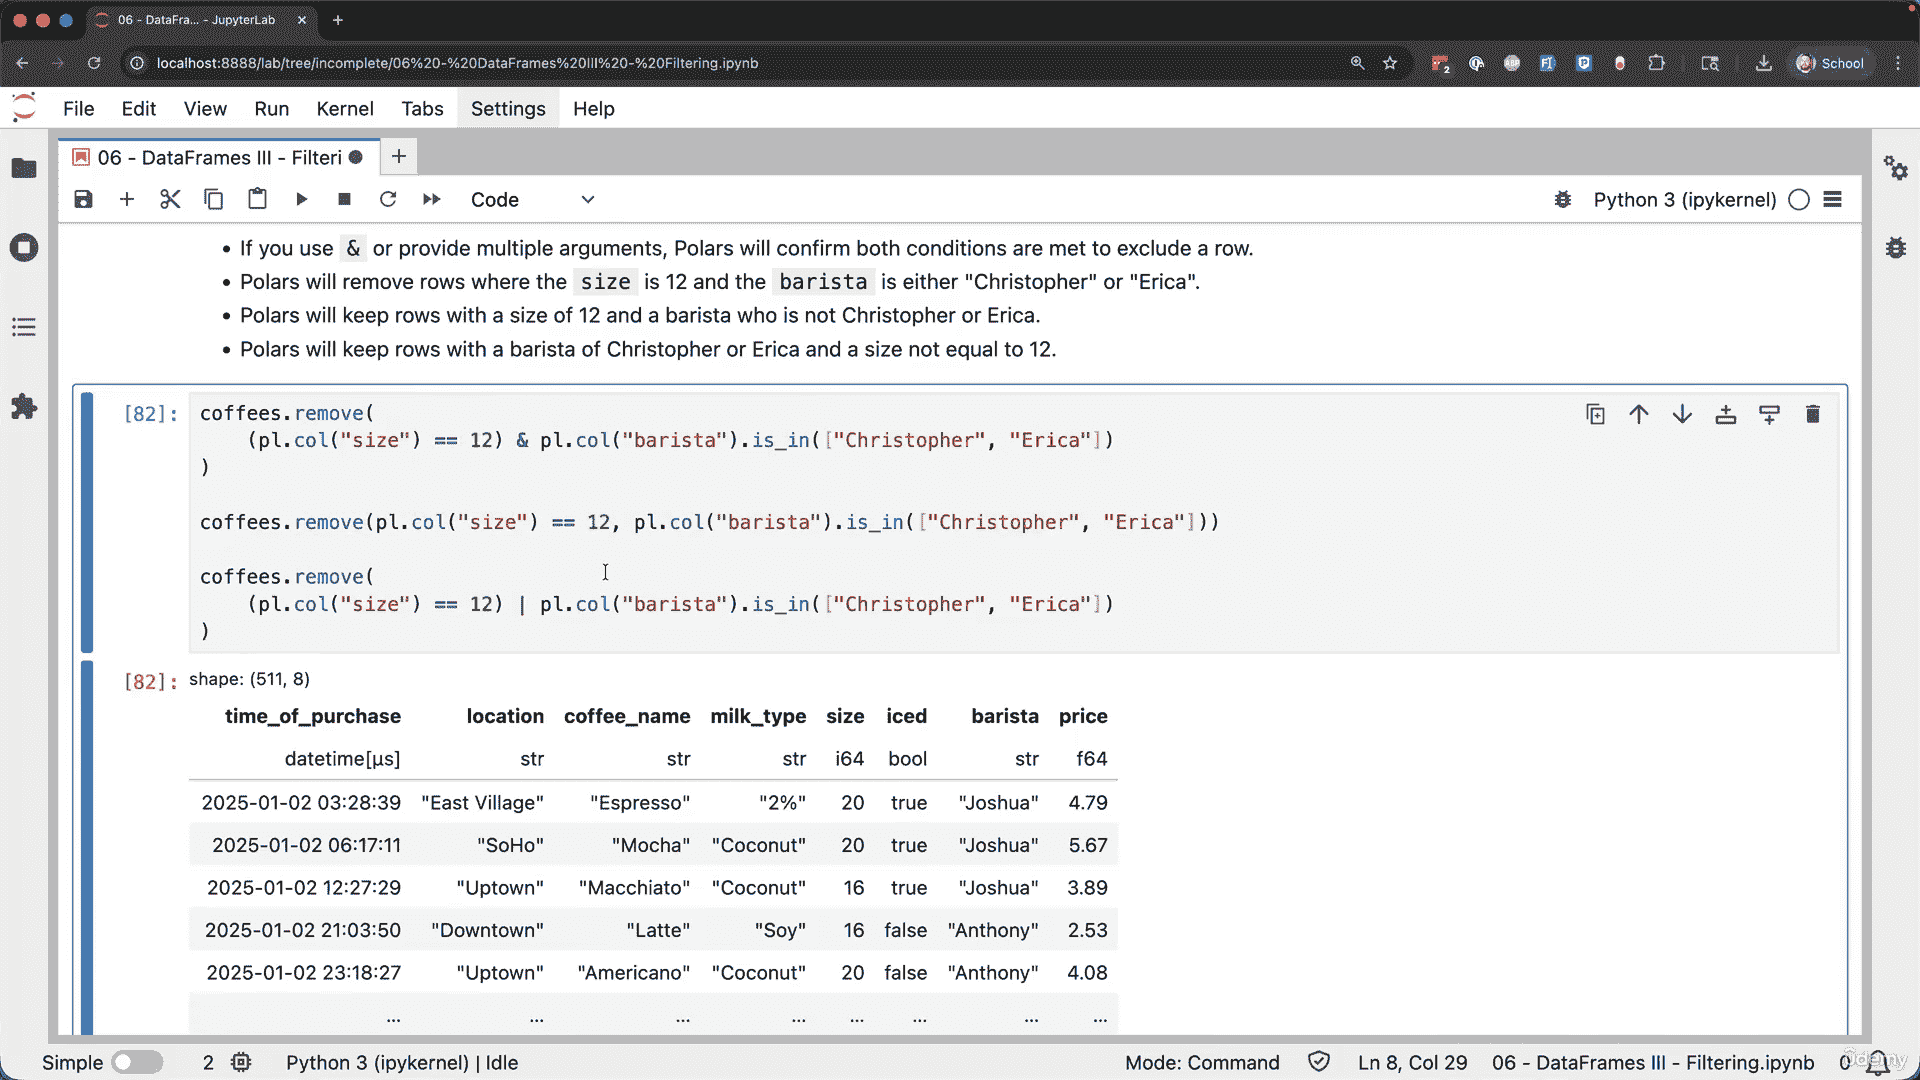 06 - DataFra... - JupyterLab
localhost:8888/lab/tree/incomplete/06%20-%20DataFrames%20III%20-%20Filtering.ipynb
2
School
File Edit View Run Kernel Tabs Settings Help
06 - DataFrames III - Filteri
Code
Python 3 (ipykernel)
• If you use & or provide multiple arguments, Polars will confirm both conditions are met to exclude a row.
• Polars will remove rows where the size is 12 and the barista is either "Christopher" or "Erica".
• Polars will keep rows with a size of 12 and a barista who is not Christopher or Erica.
• Polars will keep rows with a barista of Christopher or Erica and a size not equal to 12.
[82]: coffees.remove(
(pl.col("size") == 12) & pl.col("barista").is_in(["Christopher", "Erica"])
)
coffees.remove(pl.col("size") == 12, pl.col("barista").is_in(["Christopher", "Erica"]))
coffees.remove(
(pl.col("size") == 12) | pl.col("barista").is_in(["Christopher", "Erica"])
)
[82]: shape: (511, 8)
time_of_purchase location coffee_name milk_type size iced barista price
datetime[μs] str str str i64 bool str f64
2025-01-02 03:28:39 "East Village" "Espresso" "2%" 20 true "Joshua" 4.79
2025-01-02 06:17:11 "SoHo" "Mocha" "Coconut" 20 true "Joshua" 5.67
2025-01-02 12:27:29 "Uptown" "Macchiato" "Coconut" 16 true "Joshua" 3.89
2025-01-02 21:03:50 "Downtown" "Latte" "Soy" 16 false "Anthony" 2.53
2025-01-02 23:18:27 "Uptown" "Americano" "Coconut" 20 false "Anthony" 4.08
... ... ... ... ... ... ... ...
Simple 2 Python 3 (ipykernel) | Idle Mode: Command Ln 8, Col 29 06 - DataFrames III - Filtering.ipynb 0
udemy